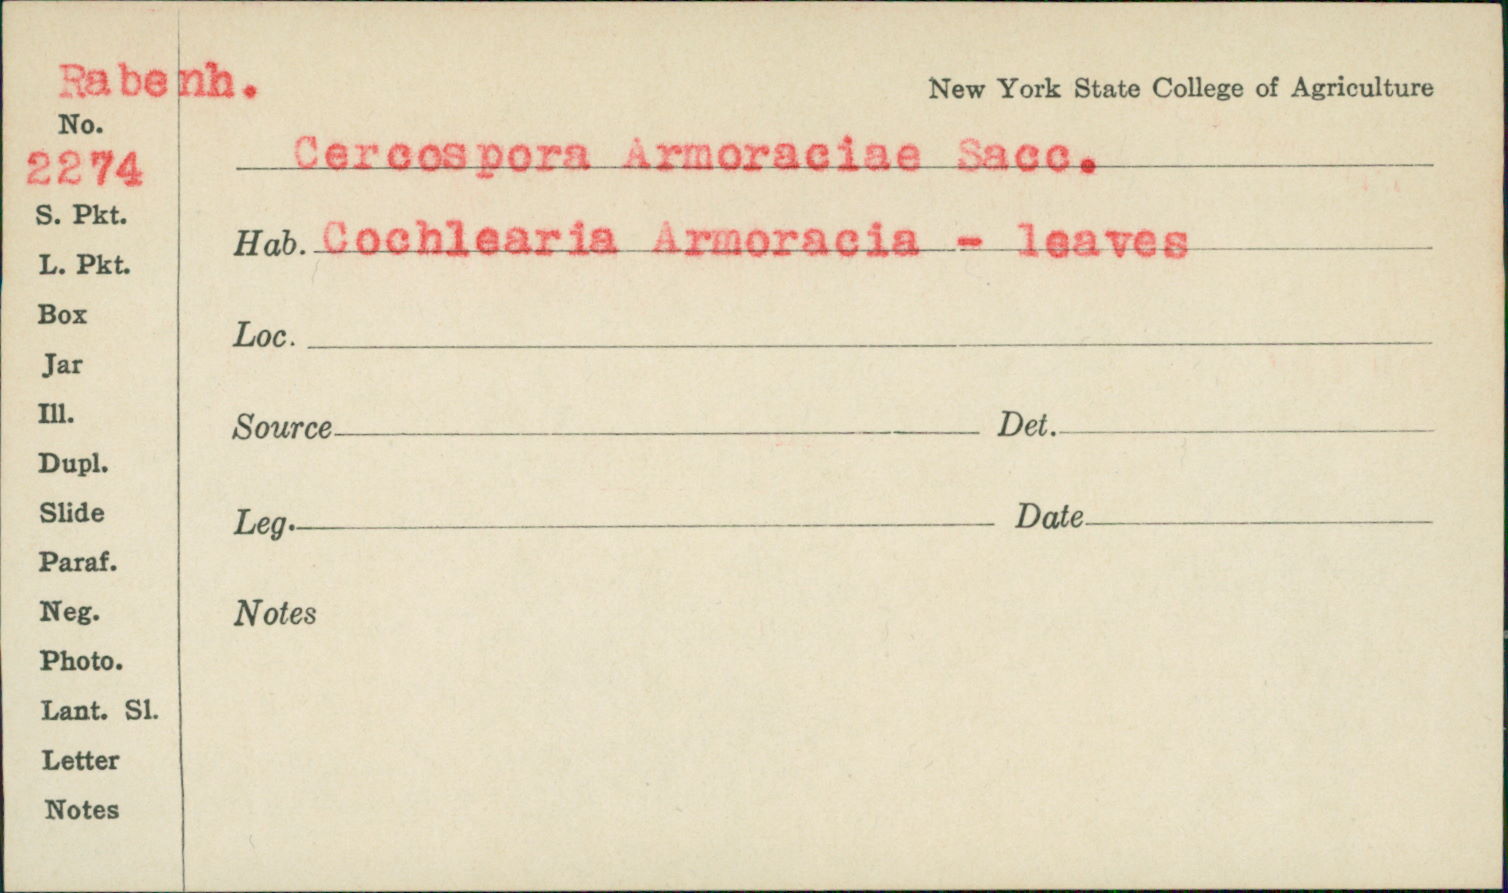 Rabenh.
New York State College of Agriculture
No.
2274
Cercospora Armoraciae Sacc.
S. Pkt.
Hab. Cochlearia Armoracia - leaves
L. Pkt.
Box
Loc.
Jar
Ill.
Source Det.
Dupl.
Slide
Leg. Date
Paraf.
Neg.
Notes
Photo.
Lant. Sl.
Letter
Notes